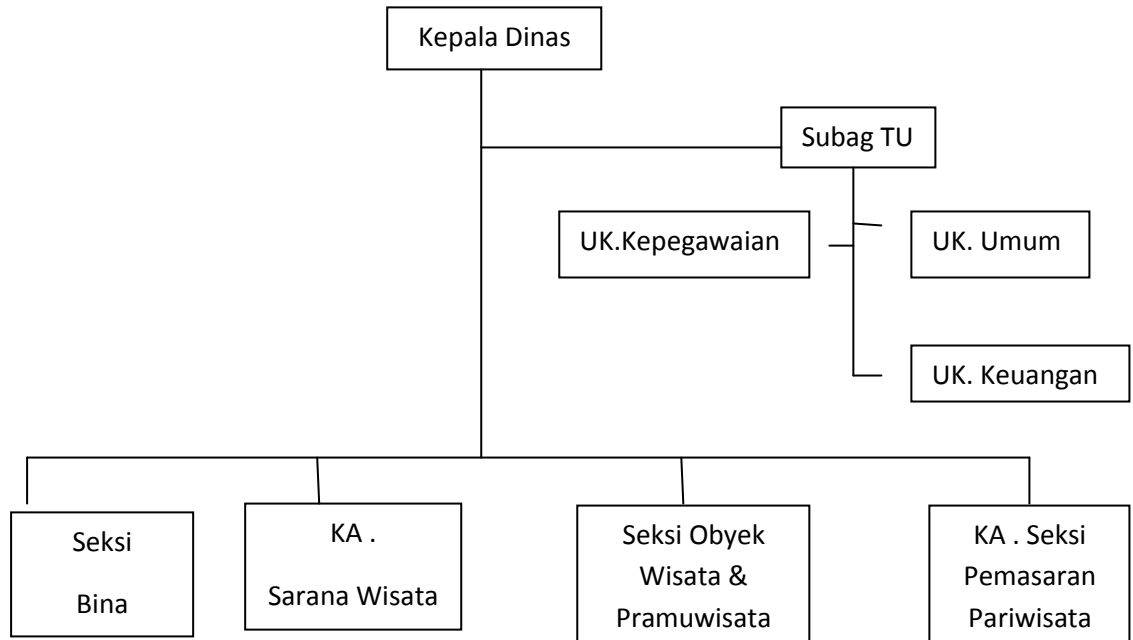 Kepala Dinas
Subag TU
UK.Kepegawaian
UK. Umum
UK. Keuangan
Seksi
Bina
KA .
Sarana Wisata
Seksi Obyek
Wisata &
Pramuwisata
KA . Seksi
Pemasaran
Pariwisata